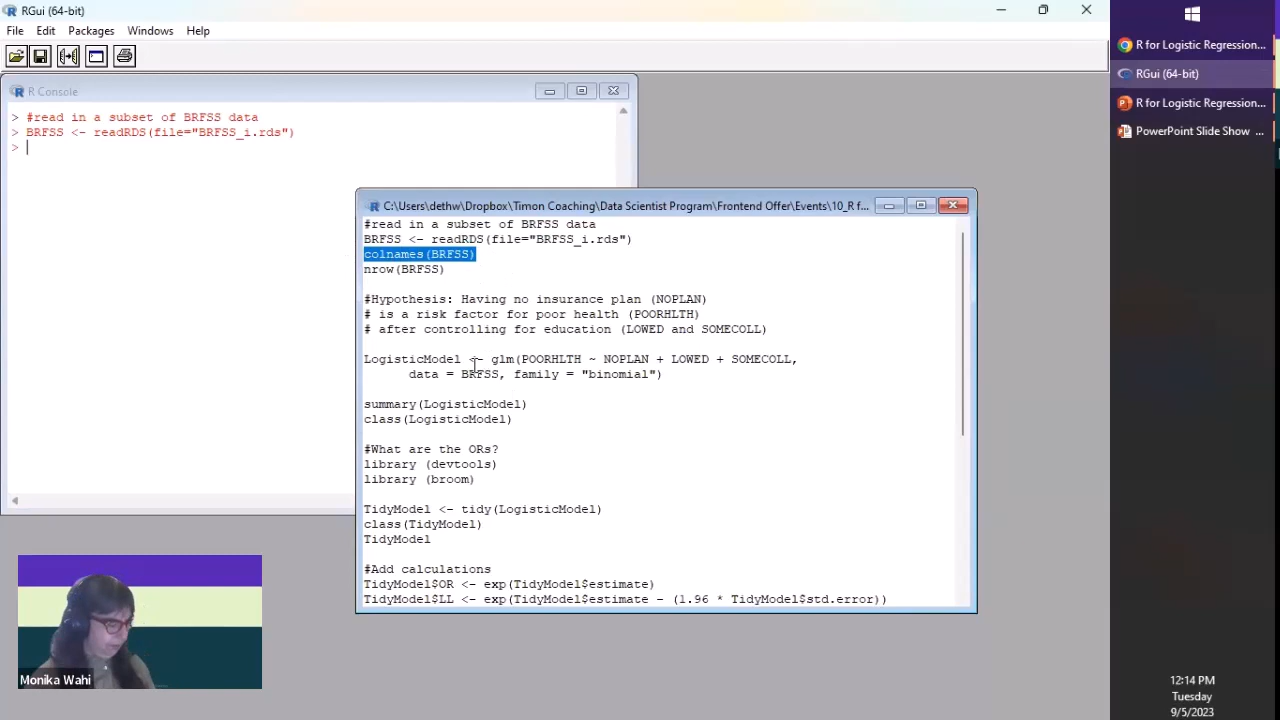 RGui (64-bit)
File Edit Packages Windows Help
R Console
> #read in a subset of BRFSS data
> BRFSS <- readRDS(file="BRFSS_i.rds")
>
C:\Users\dethw\Dropbox\Timon Coaching\Data Scientist Program\Frontend Offer\Events\10_R f...
#read in a subset of BRFSS data
BRFSS <- readRDS(file="BRFSS_i.rds")
colnames(BRFSS)
nrow(BRFSS)
#Hypothesis: Having no insurance plan (NOPLAN)
# is a risk factor for poor health (POORHLTH)
# after controlling for education (LOWED and SOMECOLL)
LogisticModel <- glm(POORHLTH ~ NOPLAN + LOWED + SOMECOLL,
data = BRFSS, family = "binomial")
summary(LogisticModel)
class(LogisticModel)
#What are the ORs?
library (devtools)
library (broom)
TidyModel <- tidy(LogisticModel)
class(TidyModel)
TidyModel
#Add calculations
TidyModel$OR <- exp(TidyModel$estimate)
TidyModel$LL <- exp(TidyModel$estimate - (1.96 * TidyModel$std.error))
Monika Wahi
R for Logistic Regression...
RGui (64-bit)
R for Logistic Regression...
PowerPoint Slide Show ...
12:14 PM
Tuesday
9/5/2023